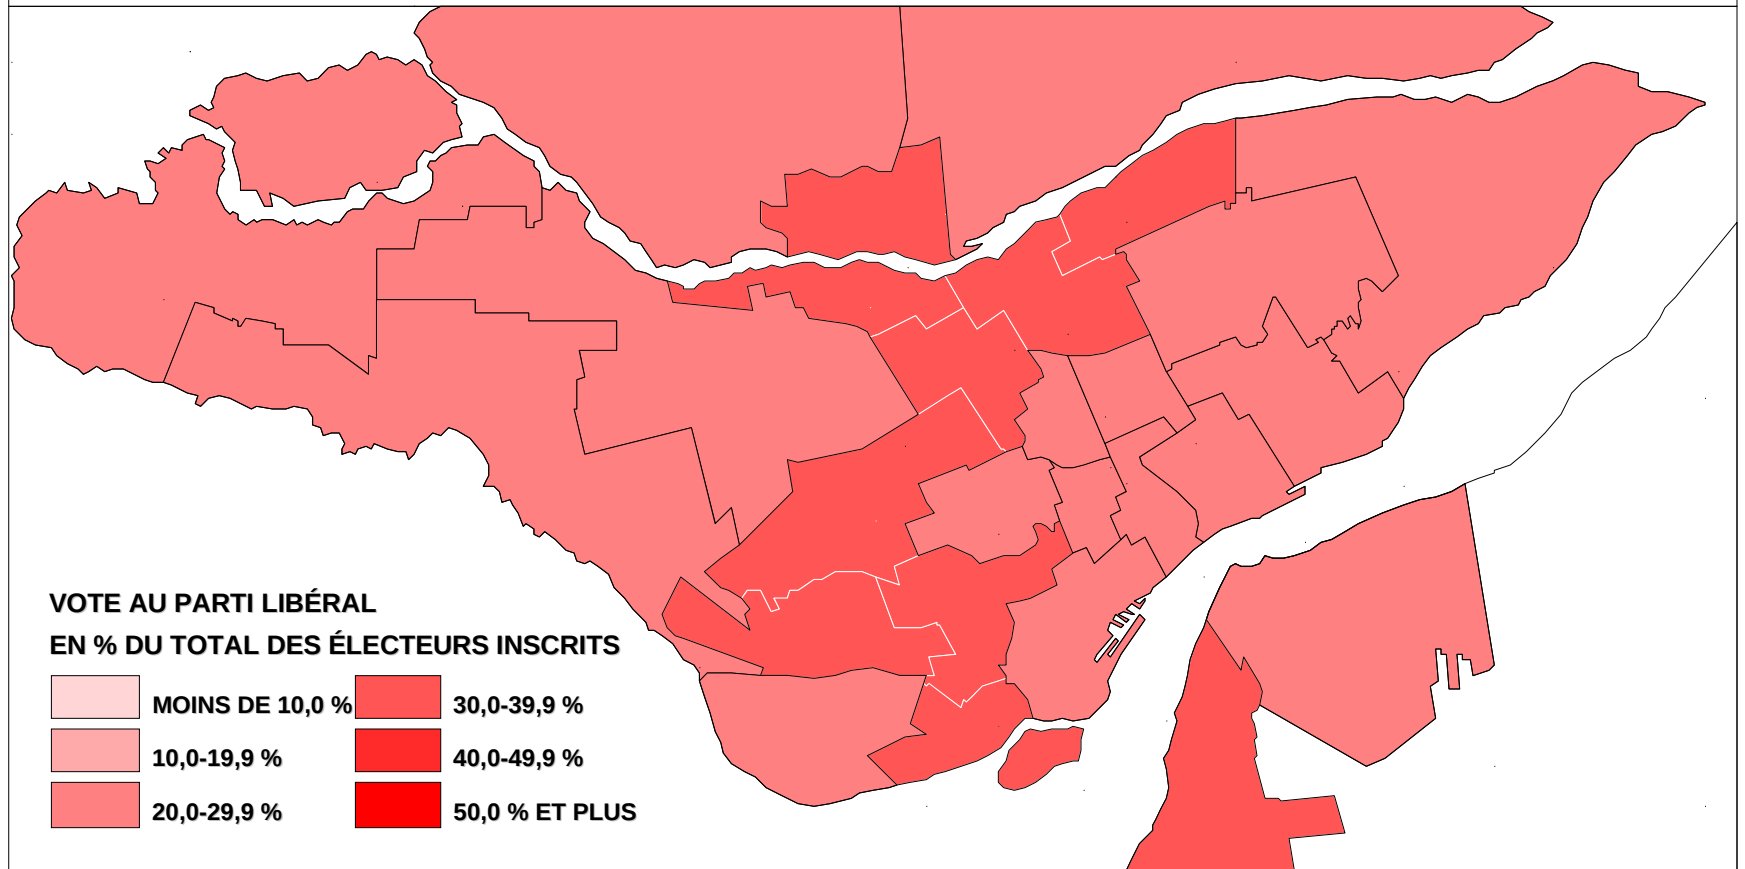 VOTE AU PARTI LIBÉRAL
EN % DU TOTAL DES ÉLECTEURS INSCRITS
MOINS DE 10,0 %
10,0-19,9 %
20,0-29,9 %
30,0-39,9 %
40,0-49,9 %
50,0 % ET PLUS